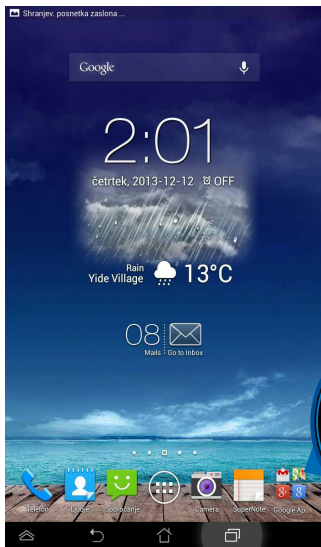 Shranjev. posnetka zaslona ...
Google
2:01
četrtek, 2013-12-12 OFF
Rain
Yide Village
13°C
08
Mails Go to Inbox
Telefon Ljudje Sporočanje Camera SuperNote Google Ap...